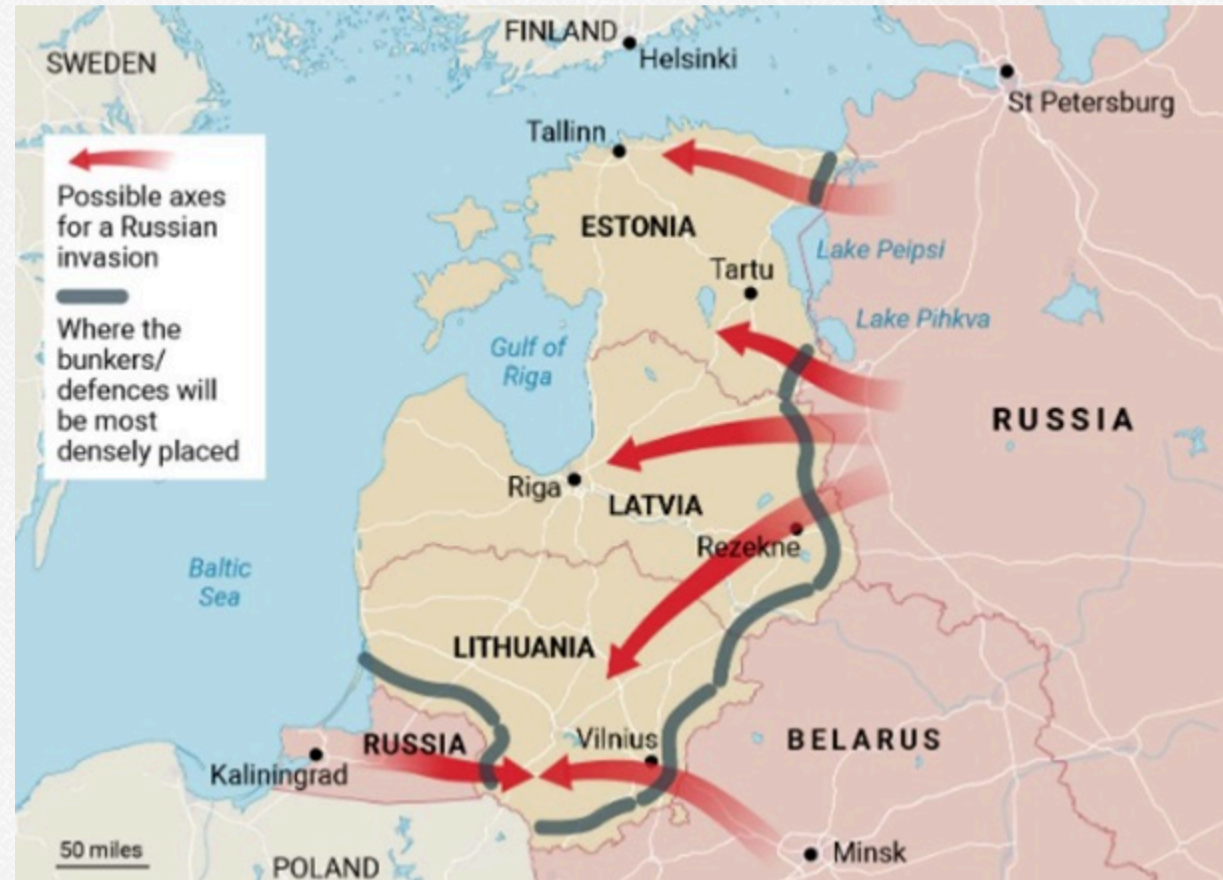 SWEDEN
FINLAND
Helsinki
St Petersburg
Tallinn
Possible axes
for a Russian
invasion
Where the
bunkers/
defences will
be most
densely placed
ESTONIA
Lake Peipsi
Tartu
Lake Pihkva
Gulf of
Riga
RUSSIA
Riga
LATVIA
Rezekne
Baltic
Sea
LITHUANIA
RUSSIA
Vilnius
BELARUS
Kaliningrad
50 miles
POLAND
Minsk